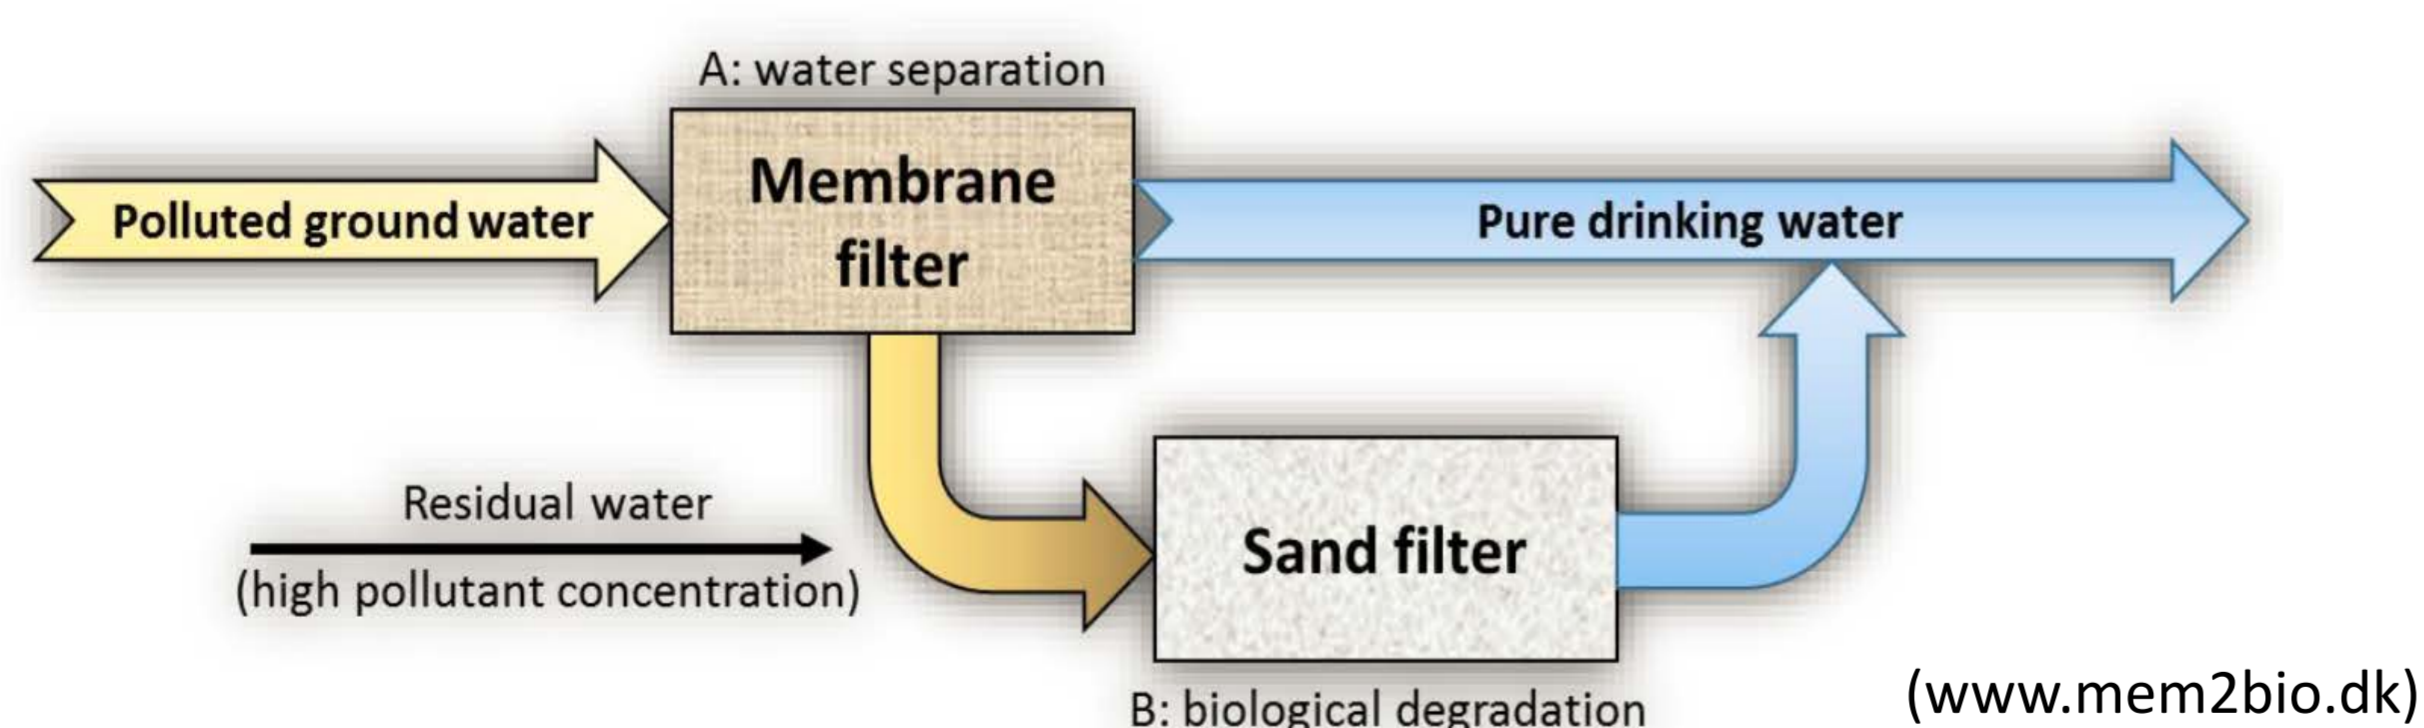 A: water separation
Polluted ground water
Membrane
filter
Pure drinking water
Residual water
(high pollutant concentration)
Sand filter
B: biological degradation
(www.mem2bio.dk)